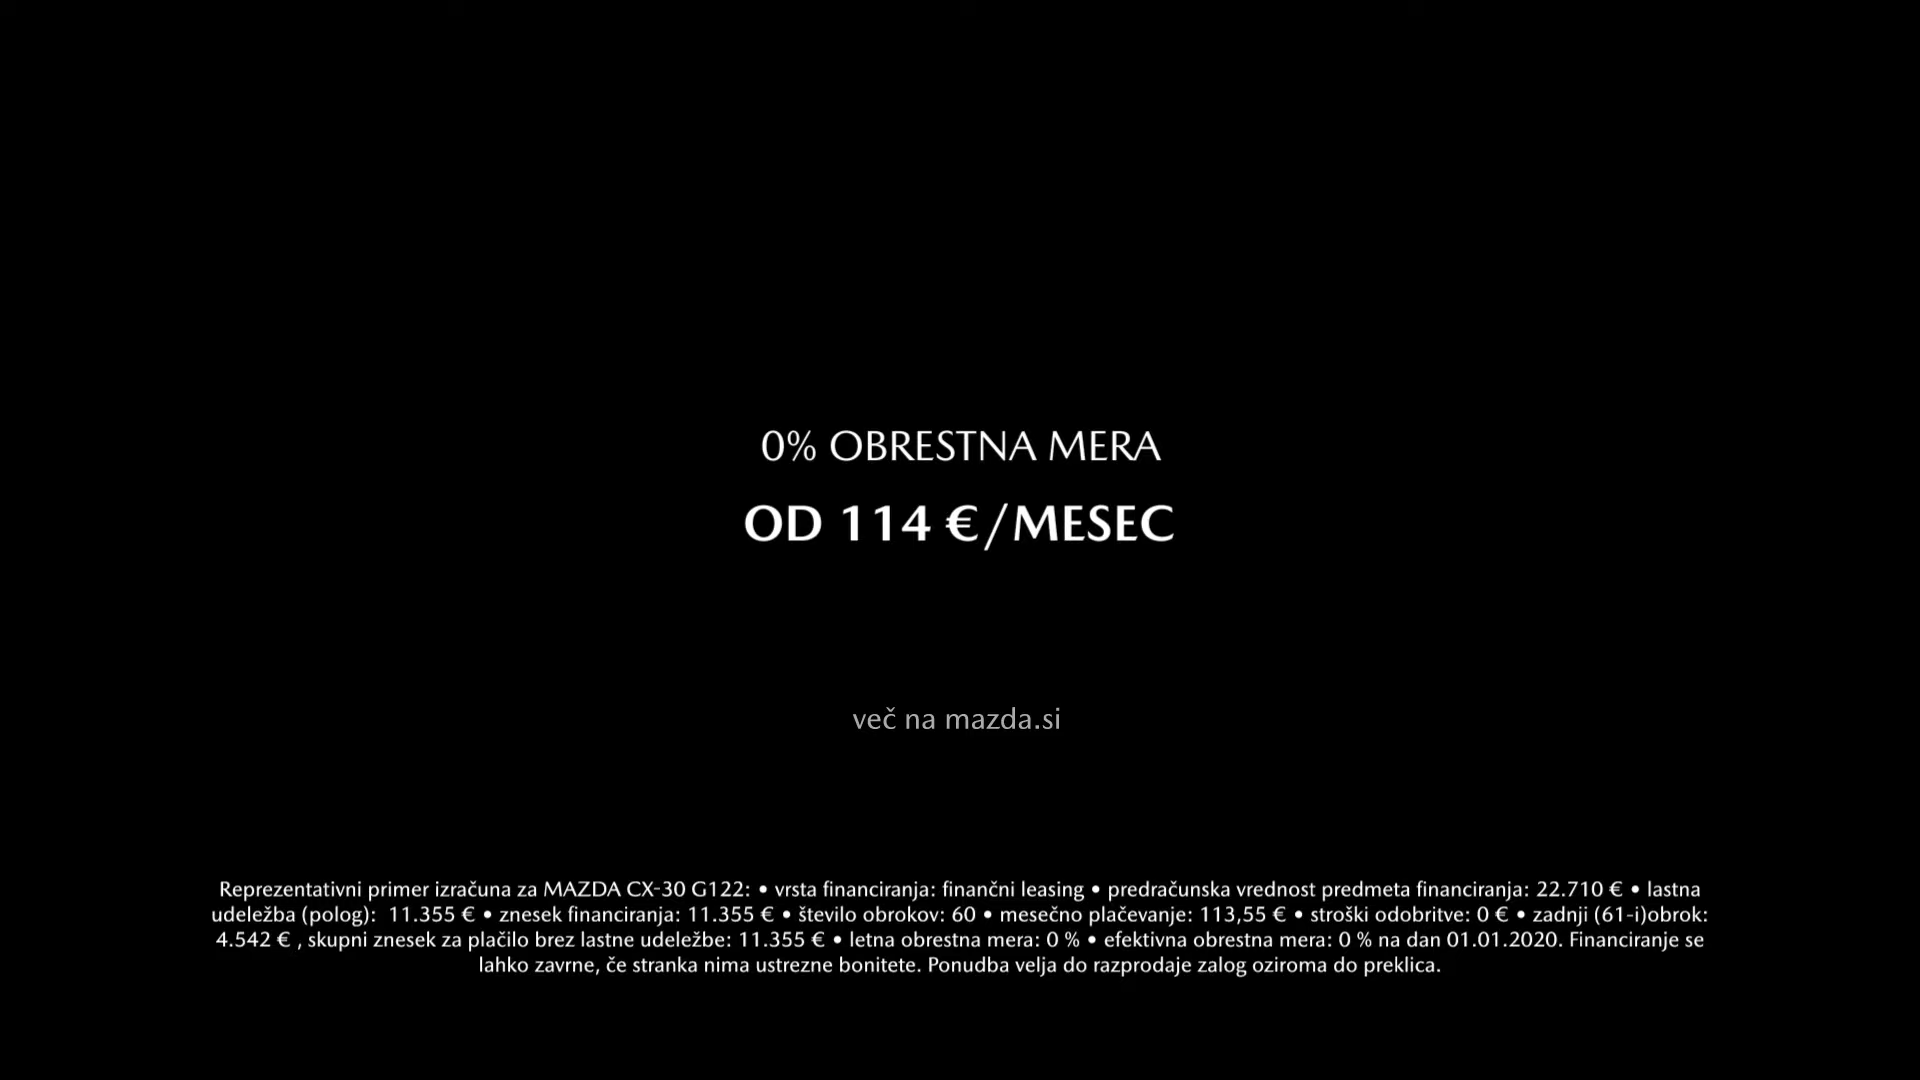 0% OBRESTNA MERA
OD 114 €/MESEC
več na mazda.si
Reprezentativni primer izračuna za MAZDA CX-30 G122: • vrsta financiranja: finančni leasing • predračunska vrednost predmeta financiranja: 22.710 € • lastna
udeležba (polog):  11.355 € • znesek financiranja: 11.355 € • število obrokov: 60 • mesečno plačevanje: 113,55 € • stroški odobritve: 0 € • zadnji (61-i)obrok:
4.542 € , skupni znesek za plačilo brez lastne udeležbe: 11.355 € • letna obrestna mera: 0 % • efektivna obrestna mera: 0 % na dan 01.01.2020. Financiranje se
lahko zavrne, če stranka nima ustrezne bonitete. Ponudba velja do razprodaje zalog oziroma do preklica.